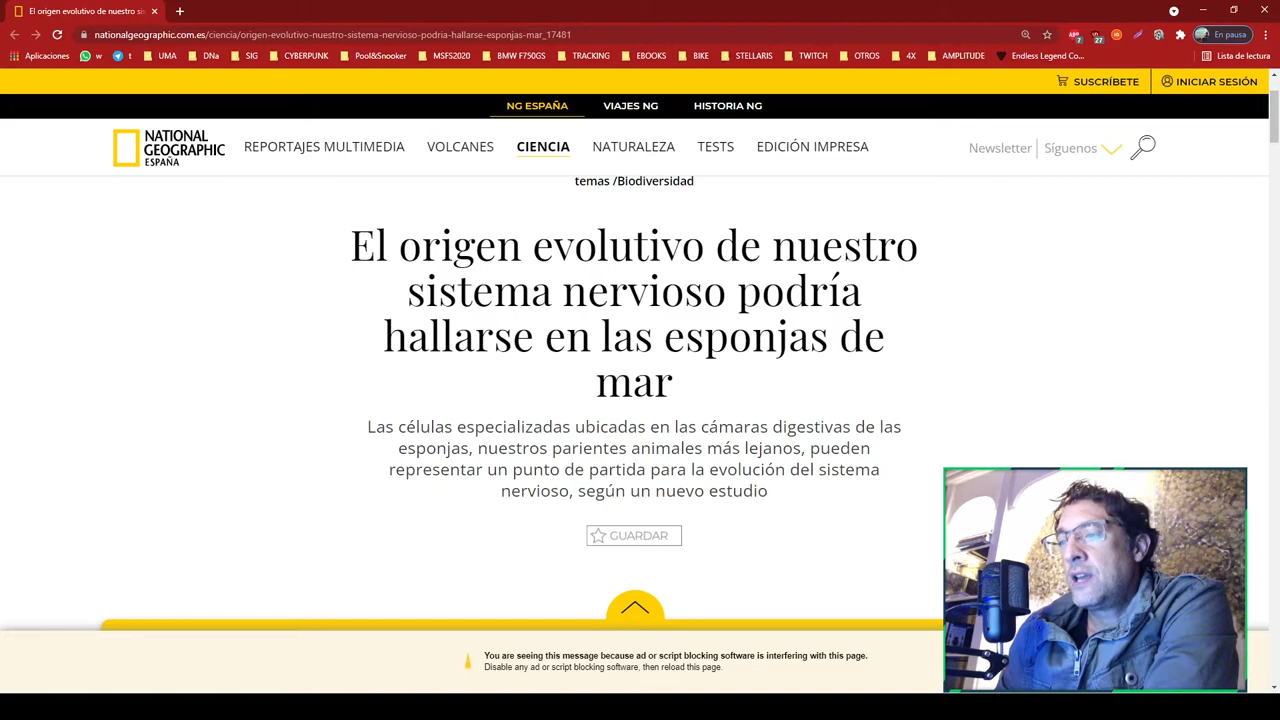 El origen evolutivo de nuestro si
nationalgeographic.com.es/ciencia/origen-evolutivo-nuestro-sistema-nervioso-podria-hallarse-esponjas-mar_17481
7
27
En pausa
Aplicaciones w t UMA DNa SIG CYBERPUNK Pool&Snooker MSFS2020 BMW F750GS TRACKING EBOOKS BIKE STELLARIS TWITCH OTROS 4X AMPLITUDE Endless Legend Co... Lista de lectura
SUSCRÍBETE INICIAR SESIÓN
NG ESPAÑA VIAJES NG HISTORIA NG
NATIONAL
GEOGRAPHIC
ESPAÑA
REPORTAJES MULTIMEDIA VOLCANES CIENCIA NATURALEZA TESTS EDICIÓN IMPRESA
Newsletter Síguenos
temas /Biodiversidad
El origen evolutivo de nuestro
sistema nervioso podría
hallarse en las esponjas de
mar
Las células especializadas ubicadas en las cámaras digestivas de las
esponjas, nuestros parientes animales más lejanos, pueden
representar un punto de partida para la evolución del sistema
nervioso, según un nuevo estudio
GUARDAR
You are seeing this message because ad or script blocking software is interfering with this page.
Disable any ad or script blocking software, then reload this page.